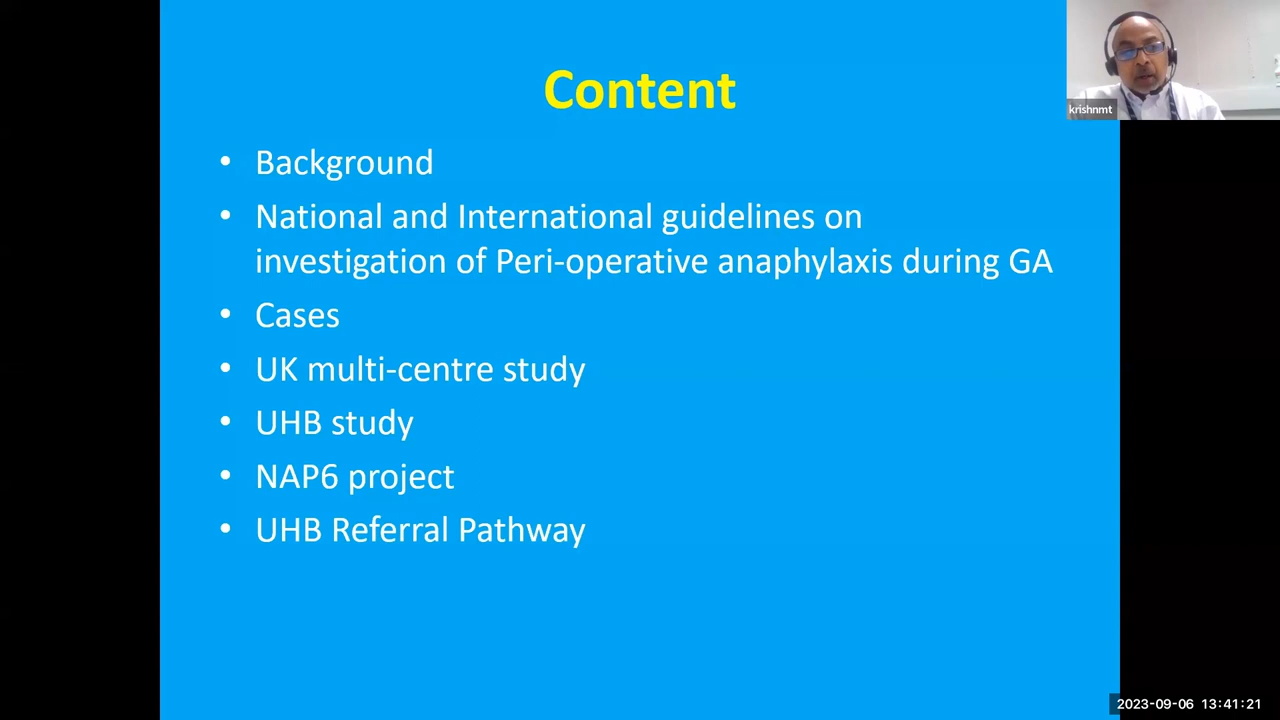 Content
krishnmt
• Background
• National and International guidelines on
investigation of Peri-operative anaphylaxis during GA
• Cases
• UK multi-centre study
• UHB study
• NAP6 project
• UHB Referral Pathway
2023-09-06 13:41:21